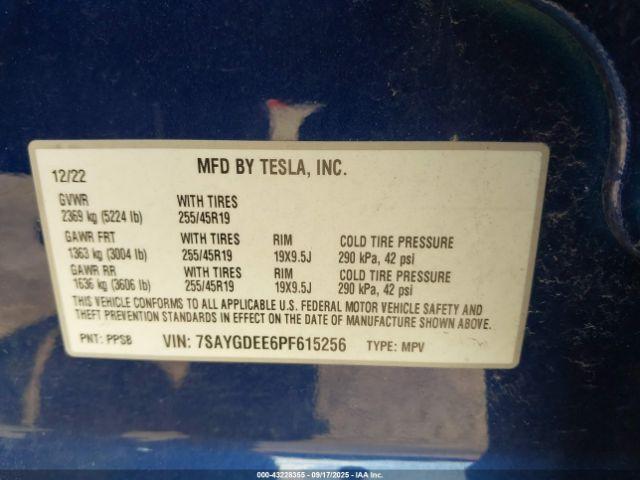 MFD BY TESLA, INC.
12/22
GVWR WITH TIRES
2369 kg (5224 lb) 255/45R19
GAWR FRT WITH TIRES RIM COLD TIRE PRESSURE
1363 kg (3004 lb) 255/45R19 19X9.5J 290 kPa, 42 psi
GAWR RR WITH TIRES RIM COLD TIRE PRESSURE
1636 kg (3606 lb) 255/45R19 19X9.5J 290 kPa, 42 psi
THIS VEHICLE CONFORMS TO ALL APPLICABLE U.S. FEDERAL MOTOR VEHICLE SAFETY AND
THEFT PREVENTION STANDARDS IN EFFECT ON THE DATE OF MANUFACTURE SHOWN ABOVE.
PNT: PPSB VIN: 7SAYGDEE6PF615256 TYPE: MPV
000-43228355 - 09/17/2025 - IAAI.COM